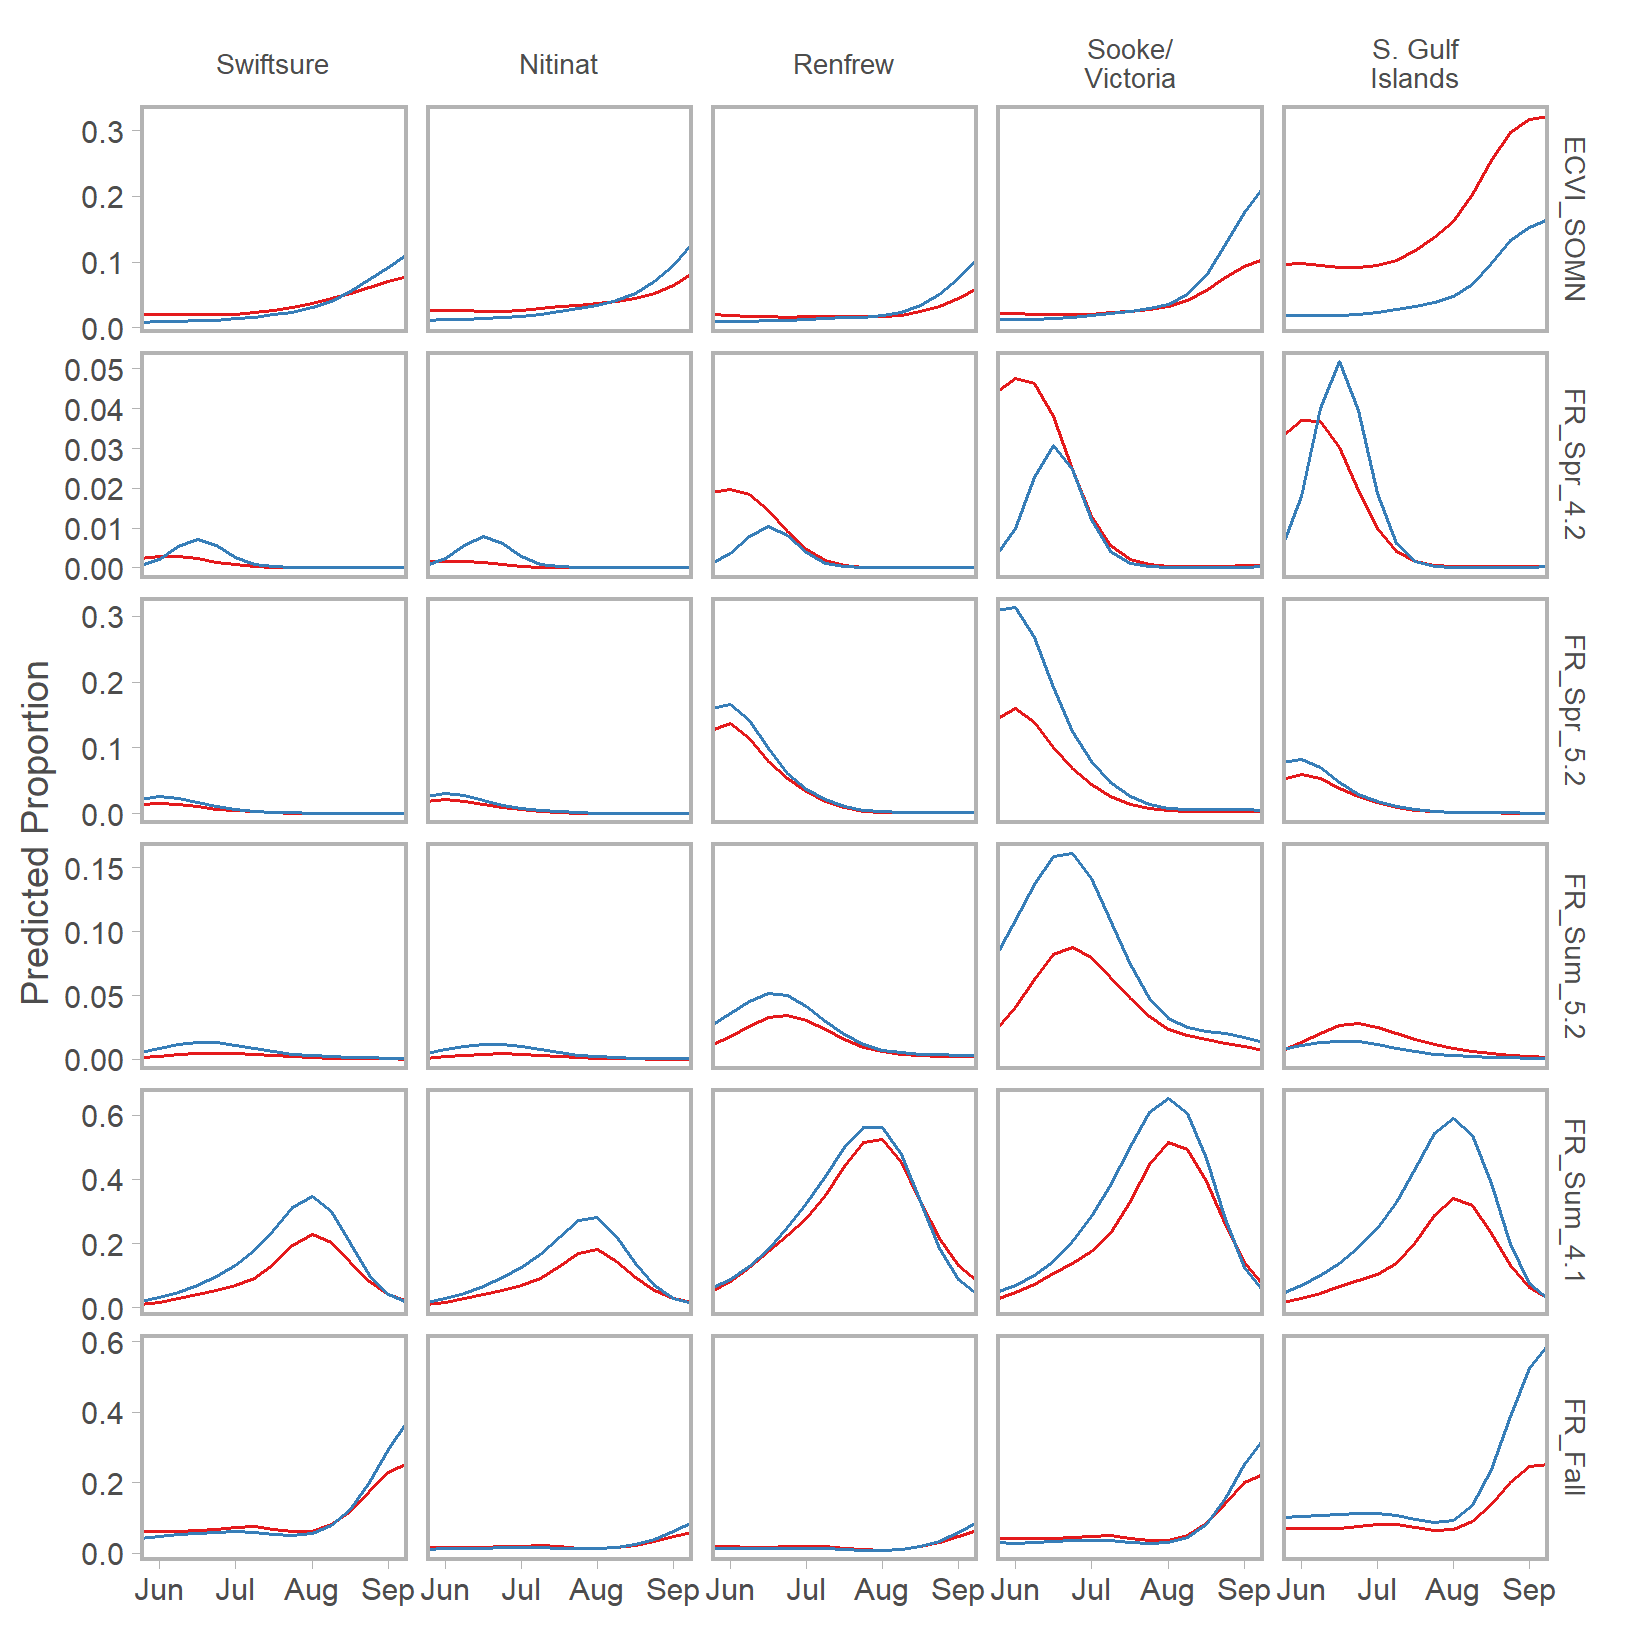 Swiftsure
Nitinat
Renfrew
Sooke/
Victoria
S. Gulf
Islands
0.3
0.2
0.1
0.0
ECVI_SOMN
0.05
0.04
0.03
0.02
0.01
0.00
FR_Spr_4.2
0.3
0.2
0.1
0.0
FR_Spr_5.2
Predicted Proportion
0.15
0.10
0.05
0.00
FR_Sum_5.2
0.6
0.4
0.2
0.0
FR_Sum_4.1
0.6
0.4
0.2
0.0
FR_Fall
Jun Jul Aug Sep Jun Jul Aug Sep Jun Jul Aug Sep Jun Jul Aug Sep Jun Jul Aug Sep